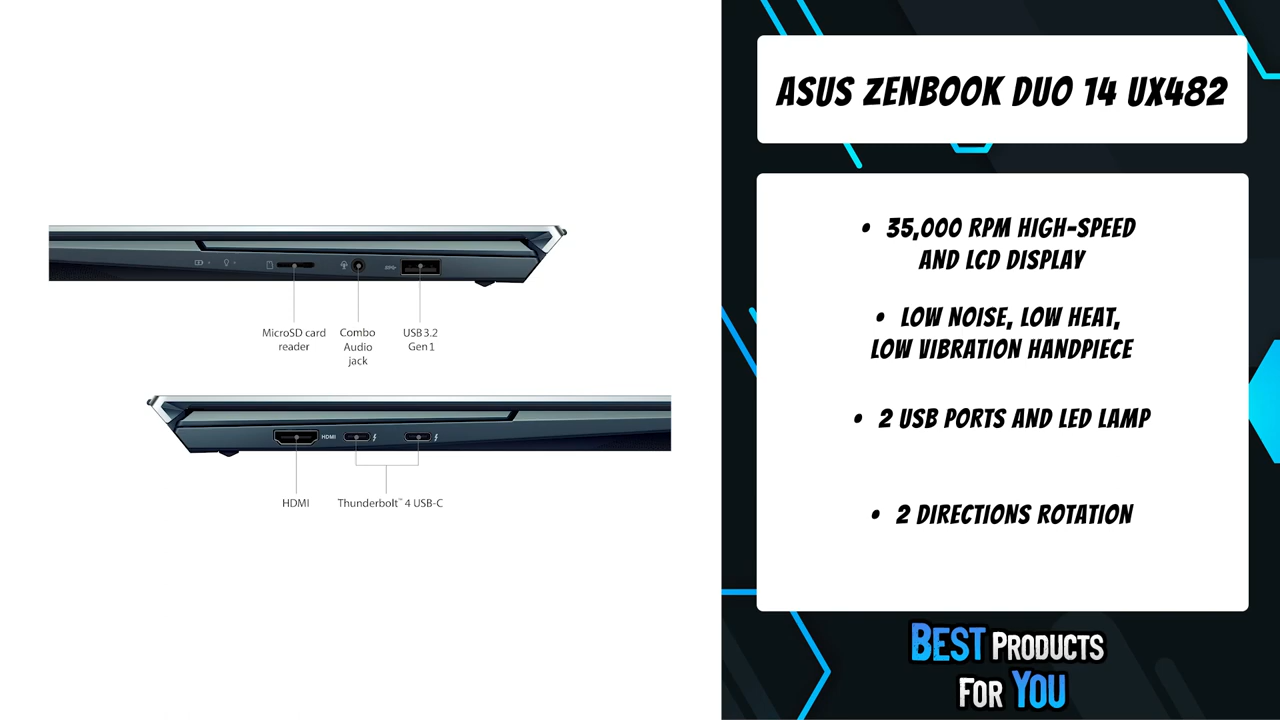 MicroSD card
reader
Combo
Audio
jack
USB 3.2
Gen 1
HDMI
HDMI
Thunderbolt™ 4 USB-C
ASUS ZENBOOK DUO 14 UX482
• 35,000 RPM HIGH-SPEED
AND LCD DISPLAY
• LOW NOISE, LOW HEAT,
LOW VIBRATION HANDPIECE
• 2 USB PORTS AND LED LAMP
• 2 DIRECTIONS ROTATION
BEST PRODUCTS
FOR YOU